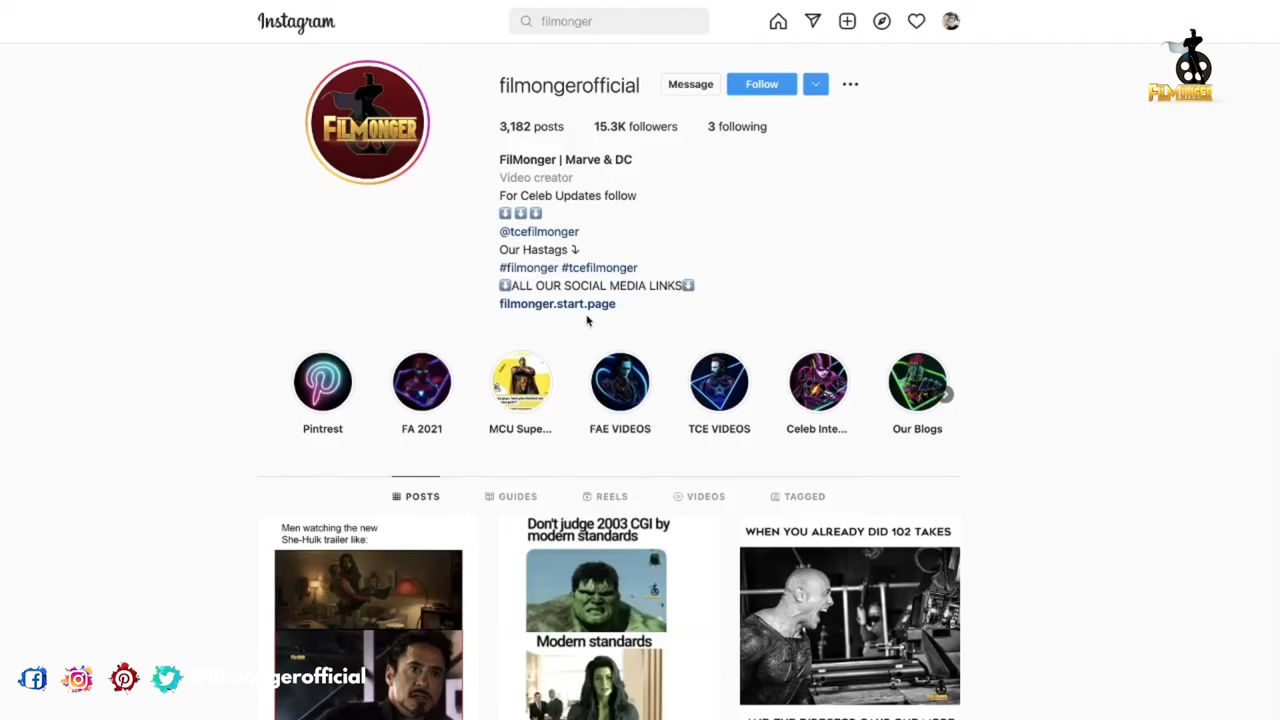 Instagram
filmonger
filmongerofficial
Message
Follow
3,182 posts
15.3K followers
3 following
FilMonger | Marve & DC
Video creator
For Celeb Updates follow
@tcefilmonger
Our Hastags
#filmonger #tcefilmonger
ALL OUR SOCIAL MEDIA LINKS
filmonger.start.page
FILMONGER
FILMONGER
Pintrest
FA 2021
MCU Supe...
FAE VIDEOS
TCE VIDEOS
Celeb Inte...
Our Blogs
POSTS
GUIDES
REELS
VIDEOS
TAGGED
Men watching the new
She-Hulk trailer like:
Don't judge 2003 CGI by
modern standards
Modern standards
WHEN YOU ALREADY DID 102 TAKES
FILMONGER
@filmongerofficial